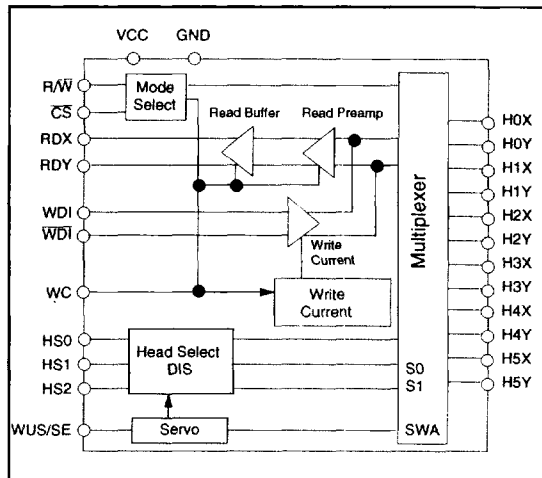 VCC GND
R/W̅
C̅S̅
Mode
Select
Read Buffer
Read Preamp
RDX
RDY
WDI
W̅D̅I̅
Write
Current
WC
Write
Current
HS0
HS1
HS2
Head Select
DIS
WUS/SE
Servo
Multiplexer
S0
S1
SWA
H0X
H0Y
H1X
H1Y
H2X
H2Y
H3X
H3Y
H4X
H4Y
H5X
H5Y